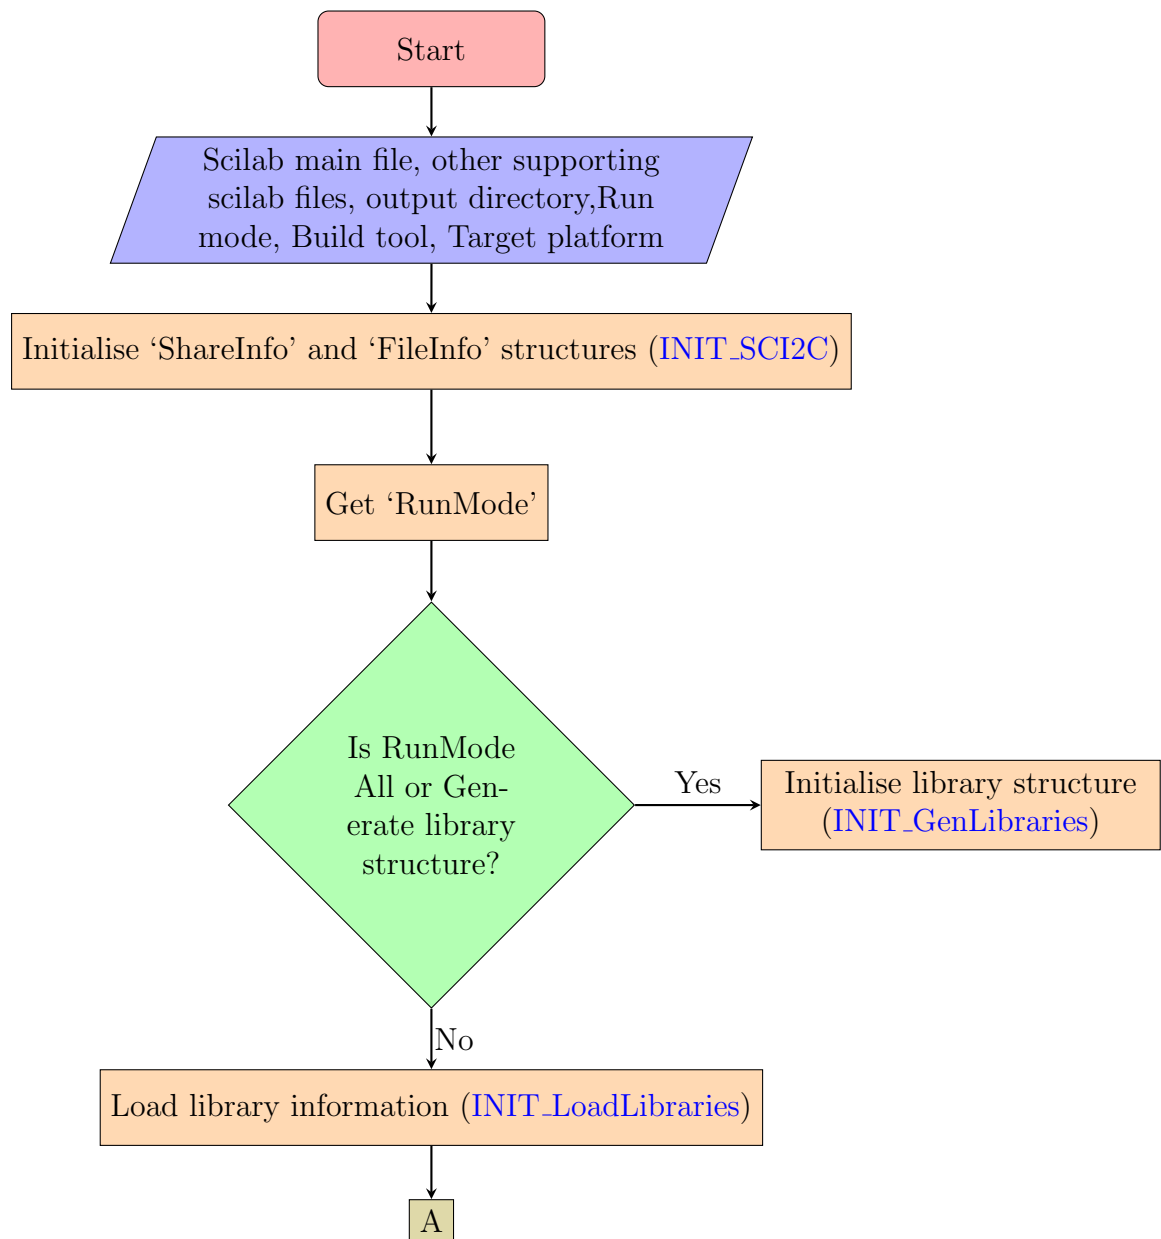 Start
Scilab main file, other supporting
scilab files, output directory,Run
mode, Build tool, Target platform
Initialise ‘ShareInfo’ and ‘FileInfo’ structures (INIT_SCI2C)
Get ‘RunMode’
Is RunMode
All or Gen-
erate library
structure?
Yes
Initialise library structure
(INIT_GenLibraries)
No
Load library information (INIT_LoadLibraries)
A